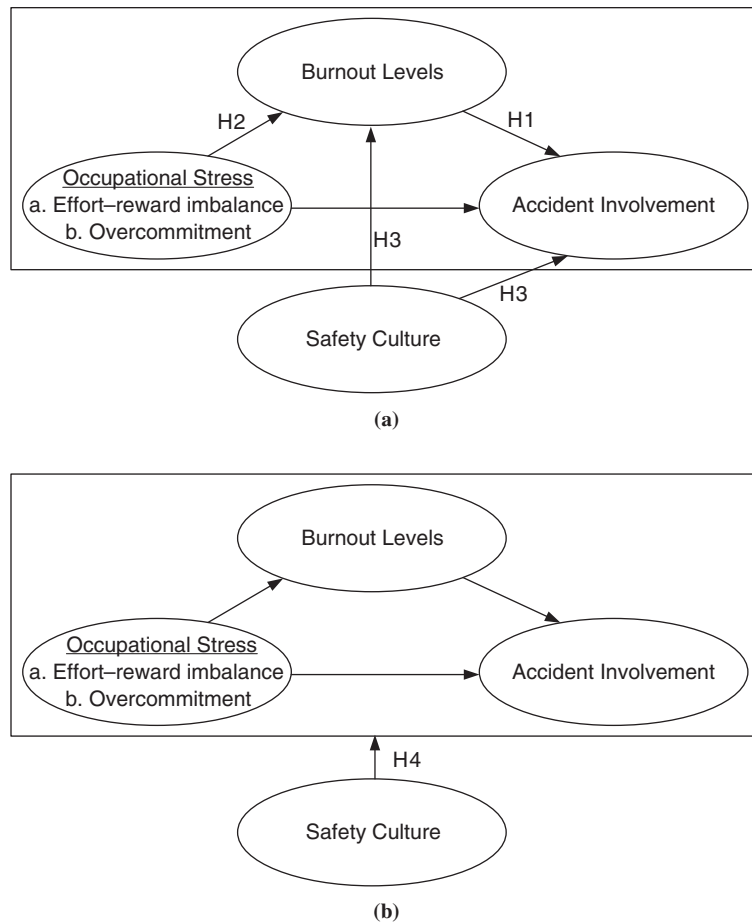 Burnout Levels
H2
H1
Occupational Stress
a. Effort–reward imbalance
b. Overcommitment
Accident Involvement
H3
H3
Safety Culture
(a)
Burnout Levels
Occupational Stress
a. Effort–reward imbalance
b. Overcommitment
Accident Involvement
H4
Safety Culture
(b)